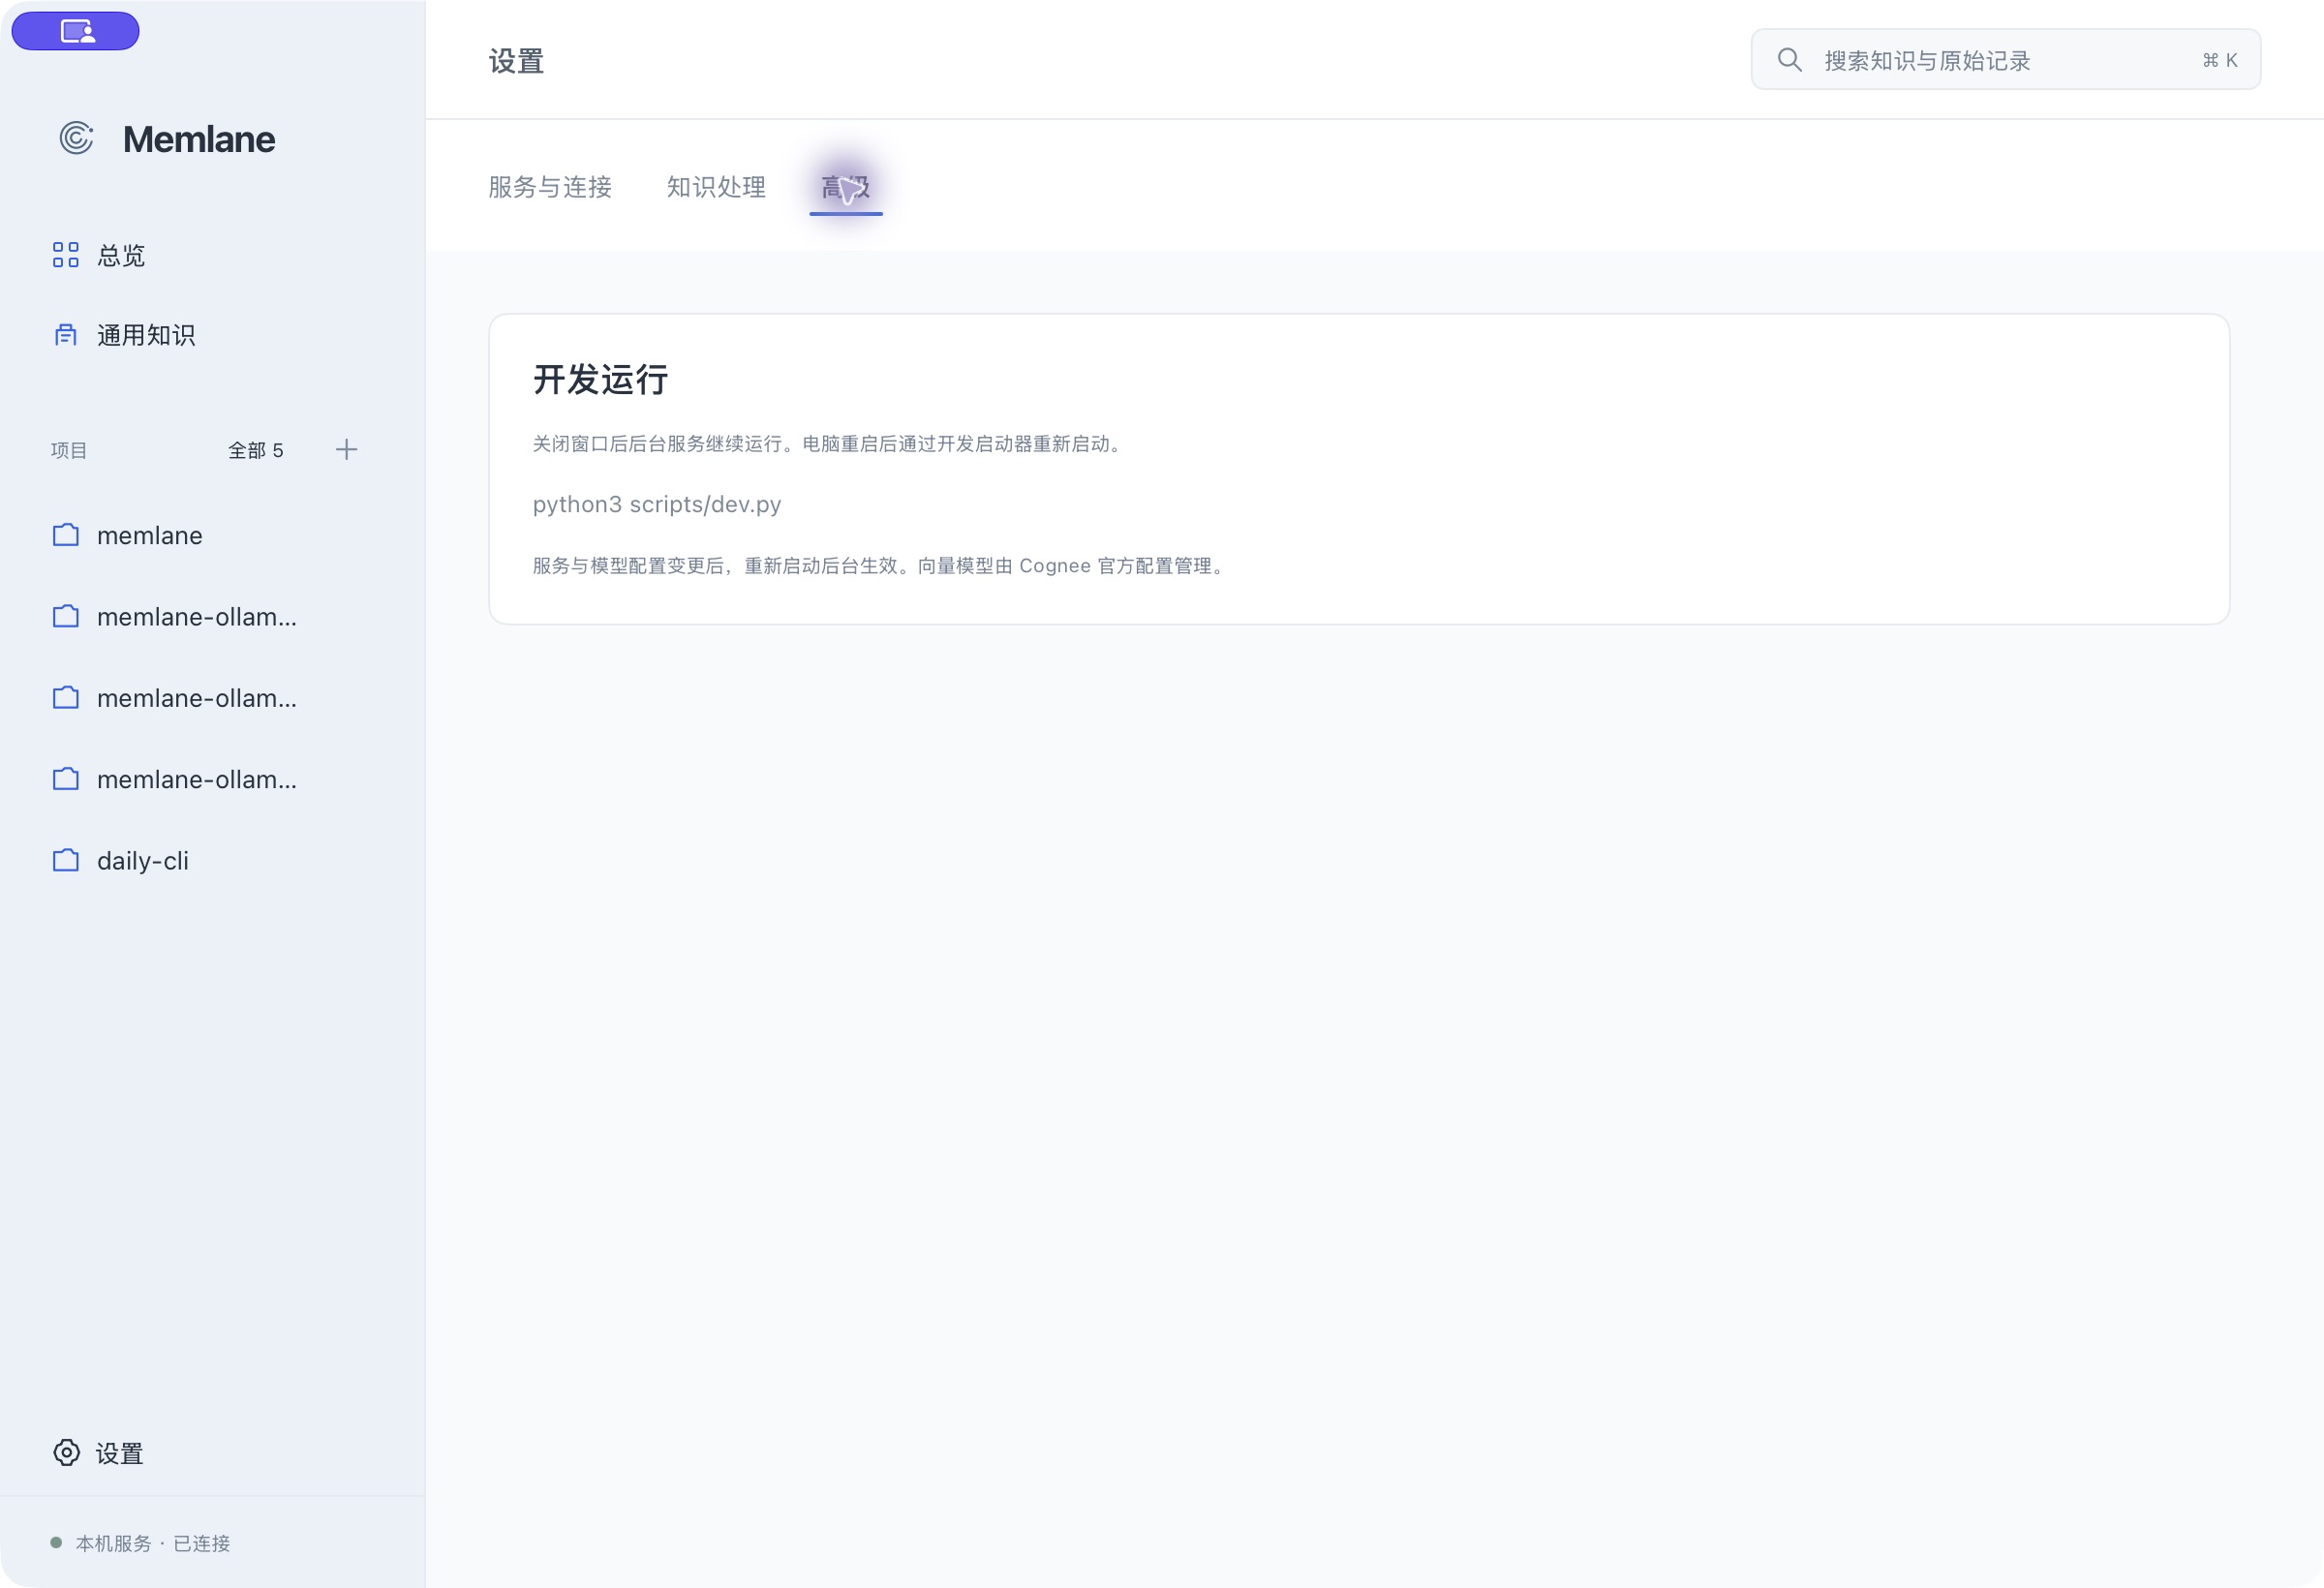 Memlane
总览
通用知识
项目 全部 5
memlane
memlane-ollam...
memlane-ollam...
memlane-ollam...
daily-cli
设置
本机服务 · 已连接
设置
搜索知识与原始记录 ⌘ K
服务与连接 知识处理 高级
开发运行
关闭窗口后后台服务继续运行。电脑重启后通过开发启动器重新启动。
python3 scripts/dev.py
服务与模型配置变更后，重新启动后台生效。向量模型由 Cognee 官方配置管理。